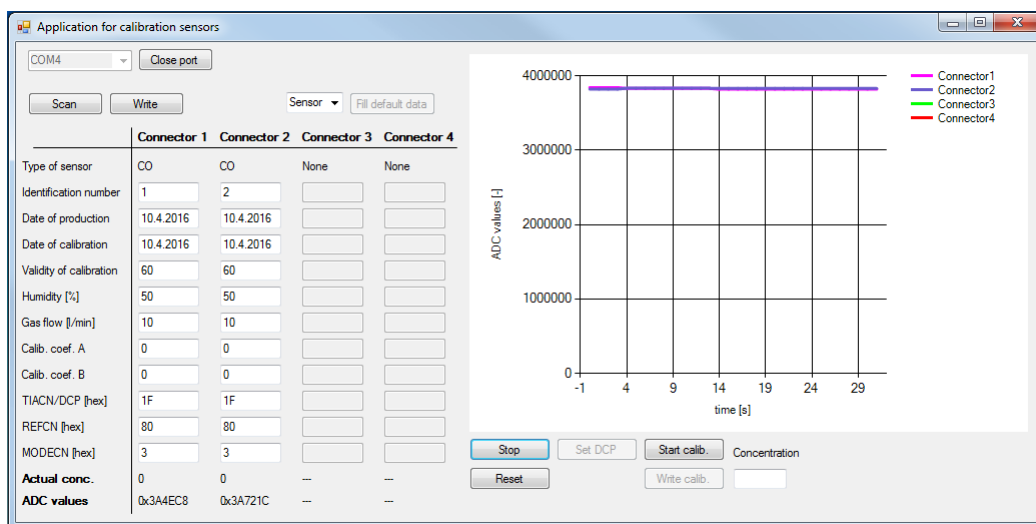 Application for calibration sensors
COM4 Close port
Scan Write Sensor Fill default data
Connector 1 Connector 2 Connector 3 Connector 4
Type of sensor CO CO None None
Identification number 1 2
Date of production 10.4.2016 10.4.2016
Date of calibration 10.4.2016 10.4.2016
Validity of calibration 60 60
Humidity [%] 50 50
Gas flow [l/min] 10 10
Calib. coef. A 0 0
Calib. coef. B 0 0
TIACN/DCP [hex] 1F 1F
REFCN [hex] 80 80
MODECN [hex] 3 3
Actual conc. 0 0 --- ---
ADC values 0x3A4EC8 0x3A721C --- ---
4000000
3000000
2000000
1000000
0
ADC values [-]
-1 4 9 14 19 24 29
time [s]
Connector1
Connector2
Connector3
Connector4
Stop Set DCP Start calib. Concentration
Reset Write calib.